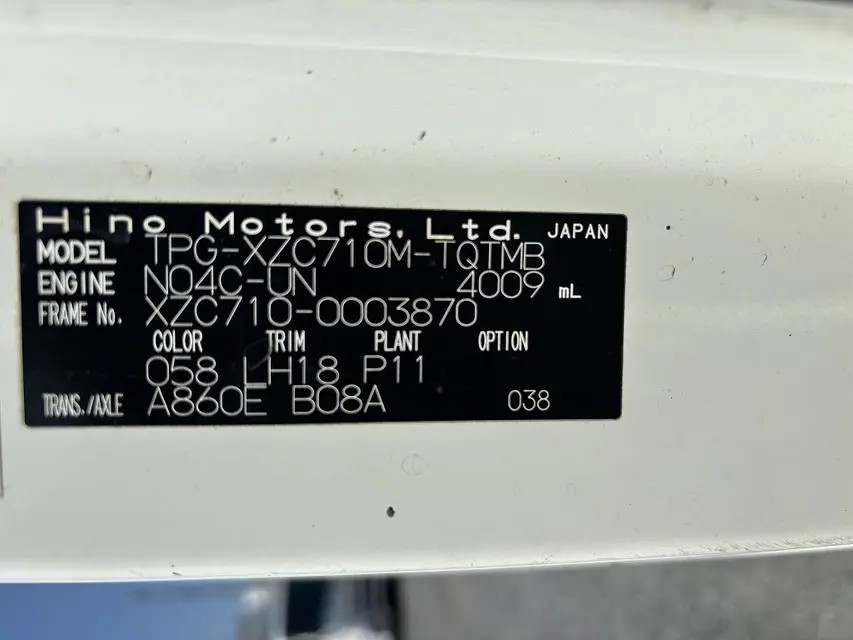 Hino Motors, Ltd. JAPAN
MODEL TPG-XZC710M-TQTMB
ENGINE N04C-UN 4009 mL
FRAME No. XZC710-0003870
COLOR TRIM PLANT OPTION
058 LH18 P11
TRANS./AXLE A860E B08A 038